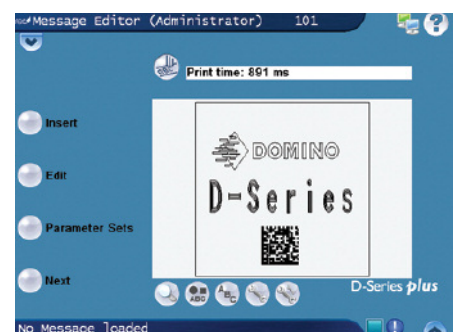 Message Editor (Administrator) 101
Print time: 891 ms
Insert
DOMINO
Edit
D-Series
Parameter Sets
Next
D-Series plus
No Message loaded